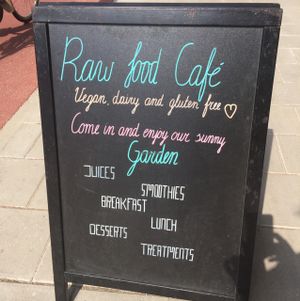 Raw food Café
Vegan, dairy and gluten free
Come in and enjoy our sunny
Garden
JUICES
SMOOTHIES
BREAKFAST
LUNCH
DESSERTS
TREATMENTS